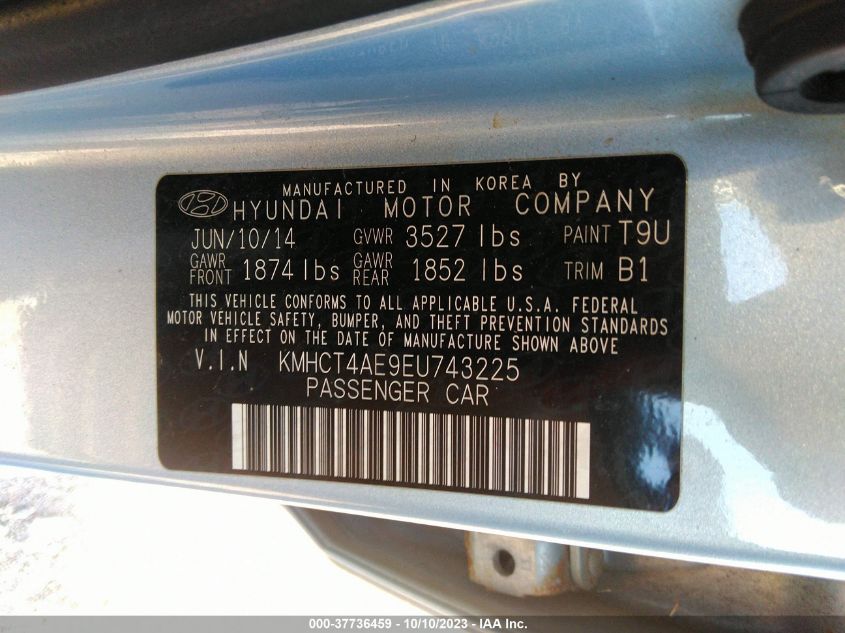 MANUFACTURED IN KOREA BY
HYUNDAI MOTOR COMPANY
JUN/10/14 GVWR 3527 lbs PAINT T9U
GAWR FRONT 1874 lbs GAWR REAR 1852 lbs TRIM B1
THIS VEHICLE CONFORMS TO ALL APPLICABLE U.S.A. FEDERAL
MOTOR VEHICLE SAFETY, BUMPER, AND THEFT PREVENTION STANDARDS
IN EFFECT ON THE DATE OF MANUFACTURE SHOWN ABOVE.
V.I.N KMHCT4AE9EU743225
PASSENGER CAR
000-37736459 - 10/10/2023 - IAA Inc.